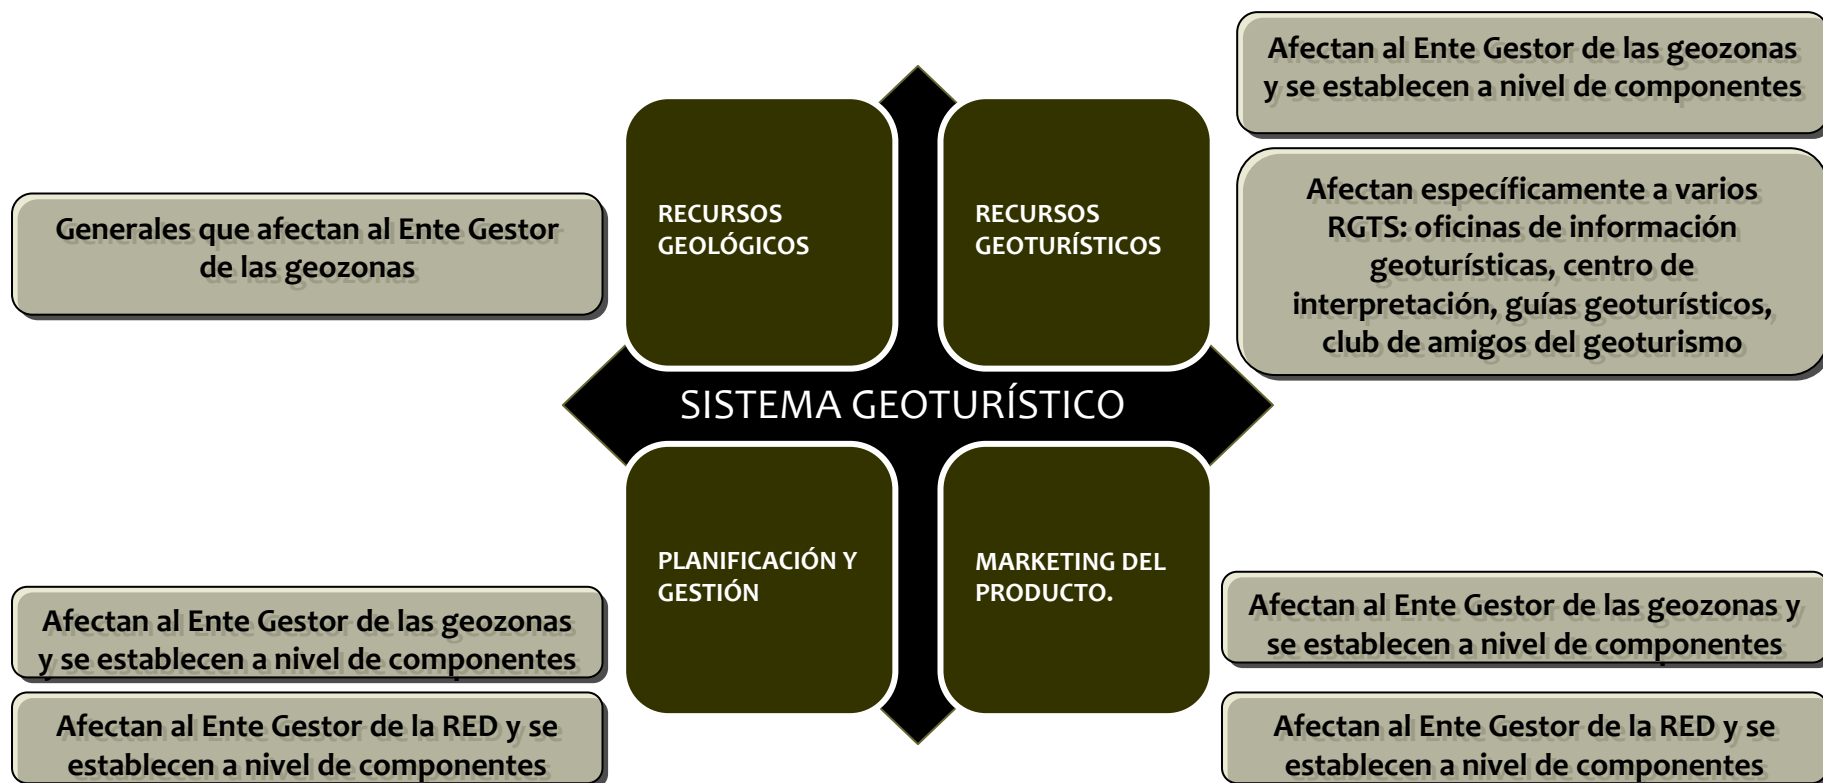 Afectan al Ente Gestor de las geozonas
y se establecen a nivel de componentes
Generales que afectan al Ente Gestor
de las geozonas
RECURSOS
GEOLÓGICOS
RECURSOS
GEOTURÍSTICOS
Afectan específicamente a varios
RGTS: oficinas de información
geoturísticas, centro de
interpretación, guías geoturísticos,
club de amigos del geoturismo
SISTEMA GEOTURÍSTICO
PLANIFICACIÓN Y
GESTIÓN
MARKETING DEL
PRODUCTO.
Afectan al Ente Gestor de las geozonas
y se establecen a nivel de componentes
Afectan al Ente Gestor de las geozonas y
se establecen a nivel de componentes
Afectan al Ente Gestor de la RED y se
establecen a nivel de componentes
Afectan al Ente Gestor de la RED y se
establecen a nivel de componentes